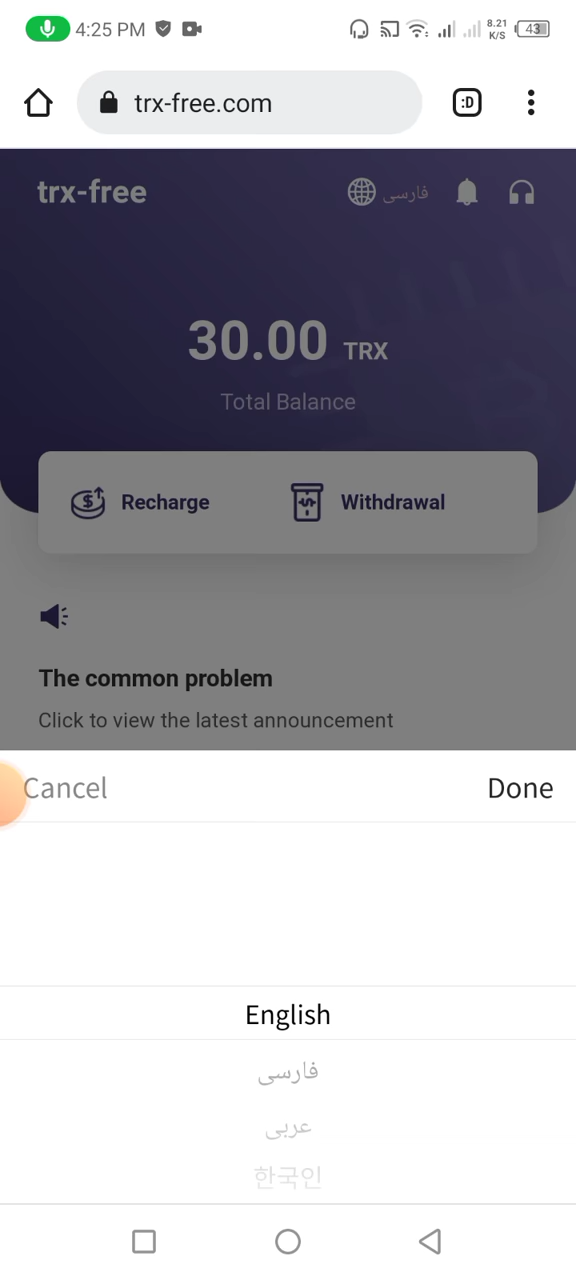 4:25 PM 8.21 K/S 43
trx-free.com :D
trx-free فارسی
30.00 TRX
Total Balance
Recharge Withdrawal
The common problem
Click to view the latest announcement
Cancel Done
English
فارسی
عربی
한국인